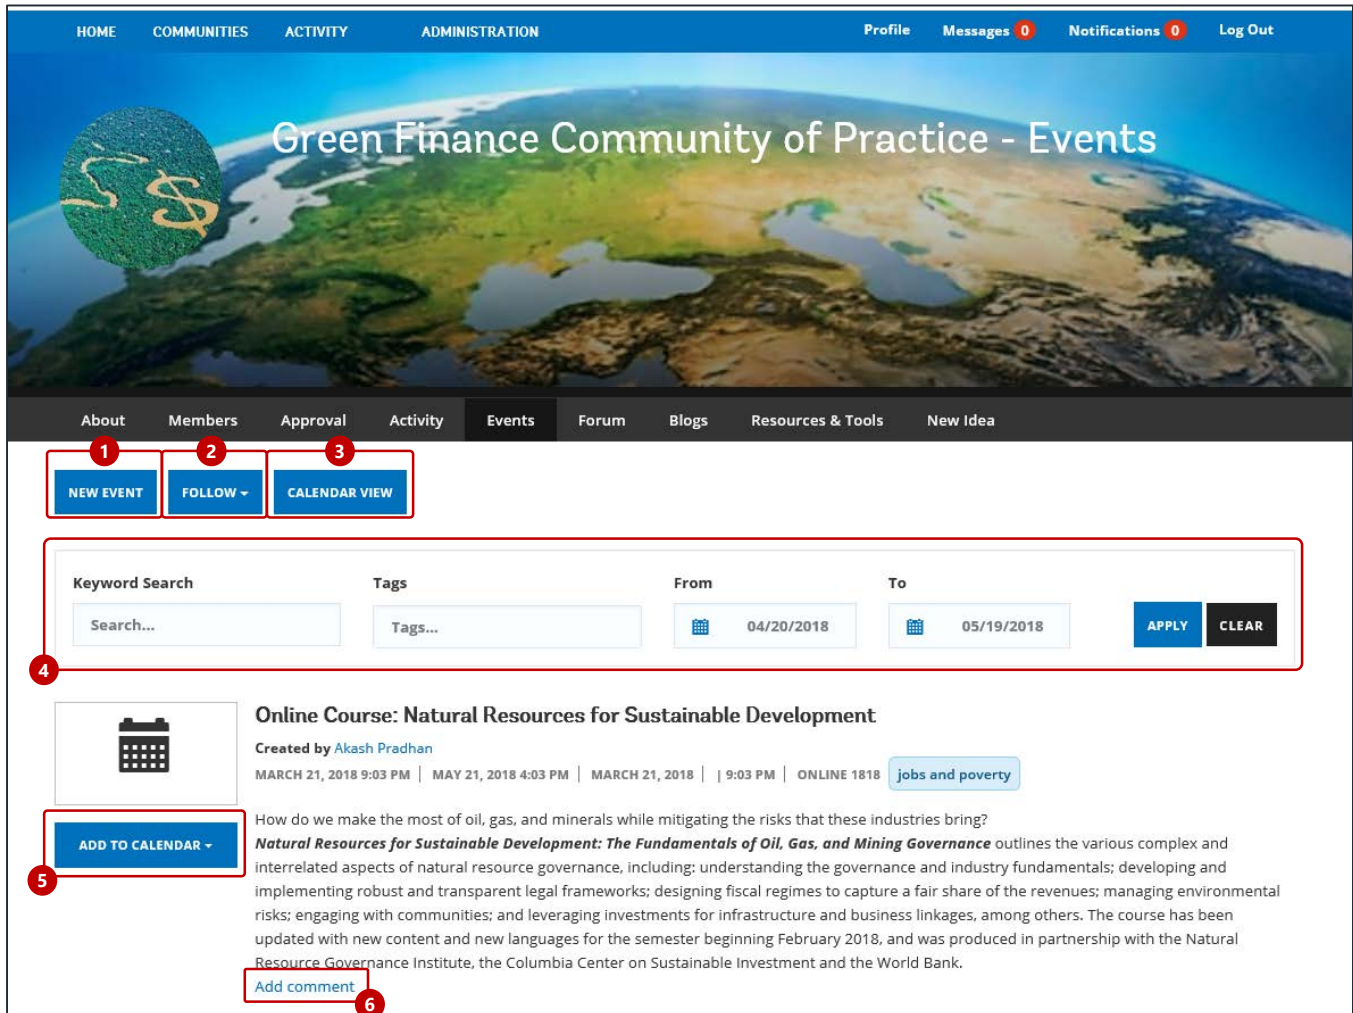 HOME COMMUNITIES ACTIVITY ADMINISTRATION Profile Messages 0 Notifications 0 Log Out
Green Finance Community of Practice - Events
S$
About Members Approval Activity Events Forum Blogs Resources & Tools New Idea
1 2 3
NEW EVENT FOLLOW CALENDAR VIEW
Keyword Search Tags From To
Search... Tags... 04/20/2018 05/19/2018 APPLY CLEAR
4
Online Course: Natural Resources for Sustainable Development
Created by Akash Pradhan
MARCH 21, 2018 9:03 PM | MAY 21, 2018 4:03 PM | MARCH 21, 2018 | | 9:03 PM | ONLINE 1818 jobs and poverty
How do we make the most of oil, gas, and minerals while mitigating the risks that these industries bring?
ADD TO CALENDAR
5
Natural Resources for Sustainable Development: The Fundamentals of Oil, Gas, and Mining Governance outlines the various complex and
interrelated aspects of natural resource governance, including: understanding the governance and industry fundamentals; developing and
implementing robust and transparent legal frameworks; designing fiscal regimes to capture a fair share of the revenues; managing environmental
risks; engaging with communities; and leveraging investments for infrastructure and business linkages, among others. The course has been
updated with new content and new languages for the semester beginning February 2018, and was produced in partnership with the Natural
Resource Governance Institute, the Columbia Center on Sustainable Investment and the World Bank.
Add comment
6